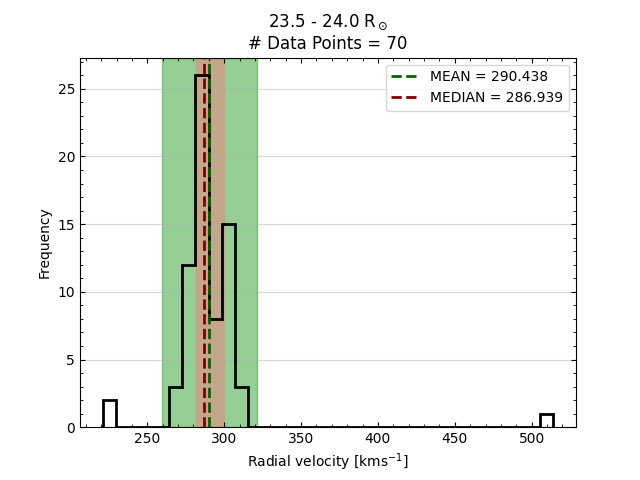 23.5 - 24.0 R⊙
# Data Points = 70
MEAN = 290.438
MEDIAN = 286.939
Frequency
25
20
15
10
5
0
250 300 350 400 450 500
Radial velocity [kms⁻¹]